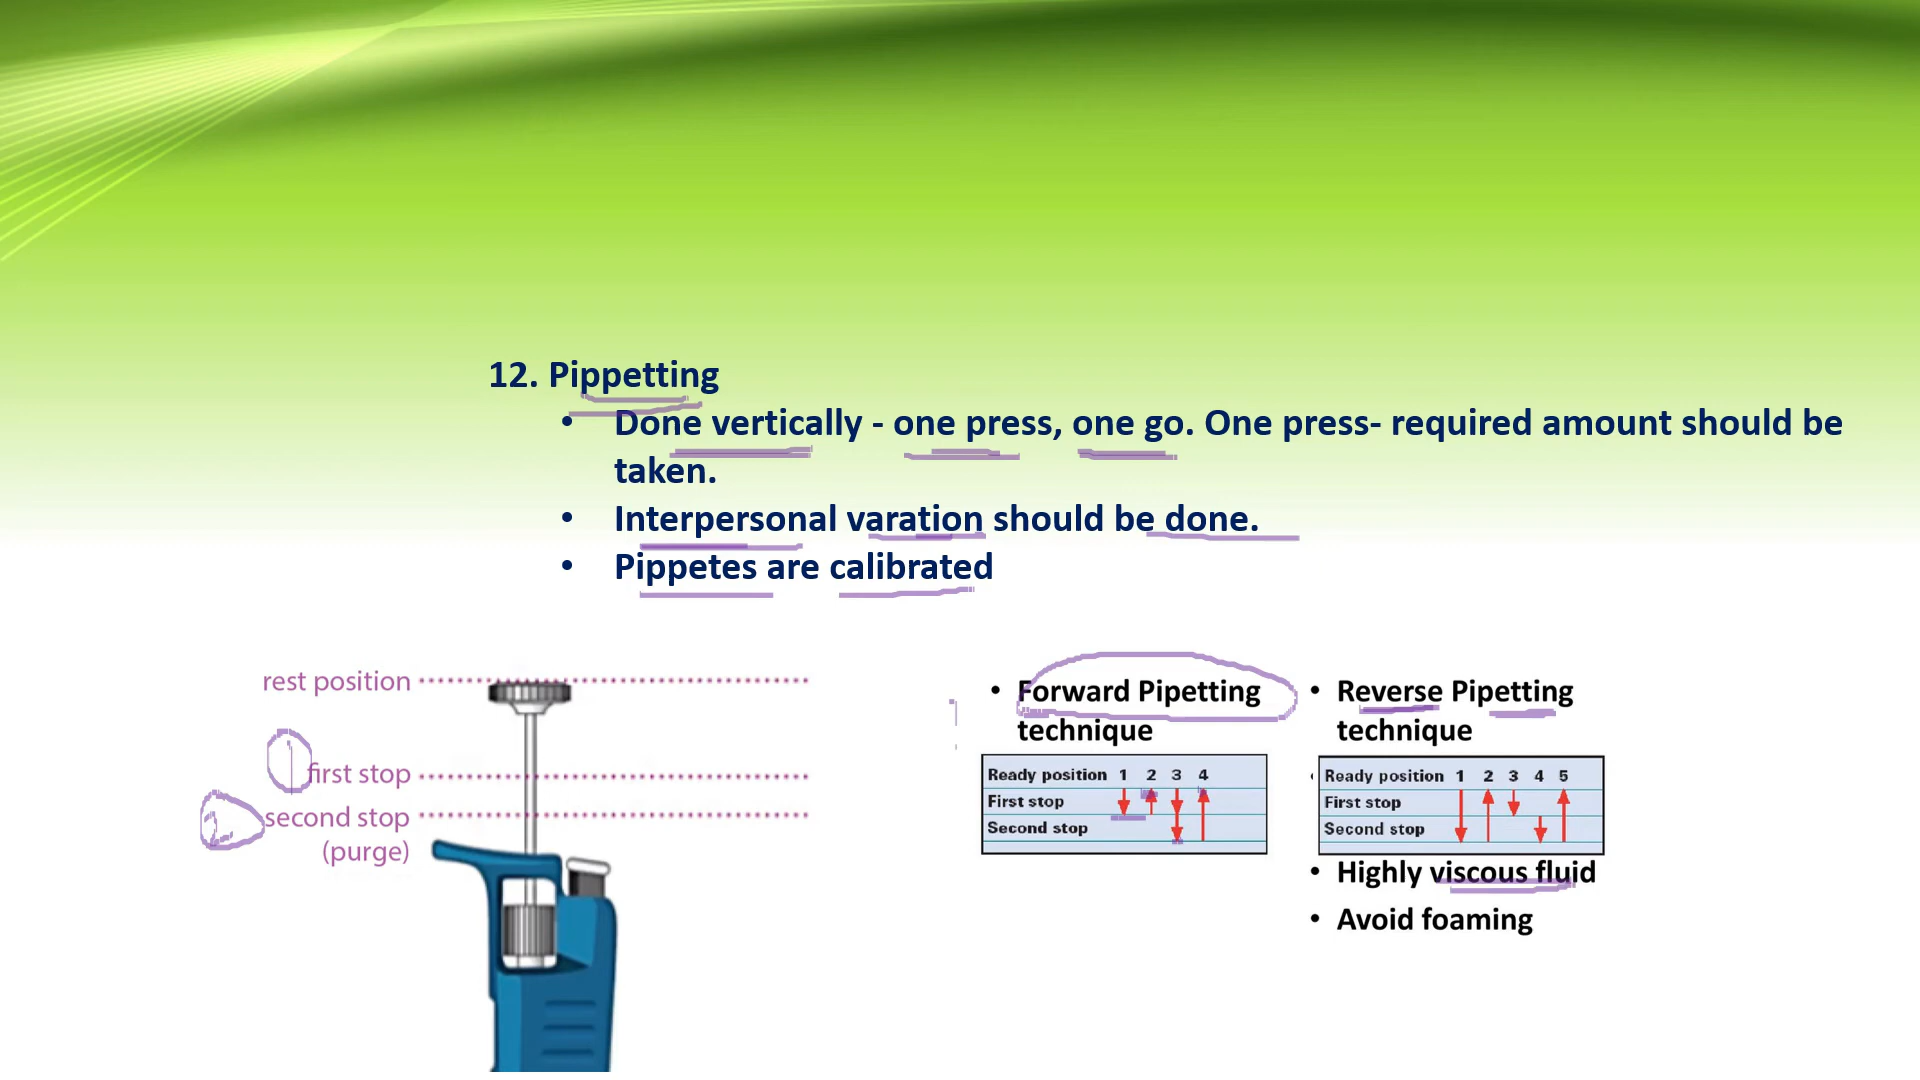 12. Pippetting
• Done vertically - one press, one go. One press- required amount should be
taken.
• Interpersonal varation should be done.
• Pippetes are calibrated
rest position
first stop
second stop
(purge)
1
2
• Forward Pipetting
technique
Ready position 1 2 3 4
First stop
Second stop
• Reverse Pipetting
technique
Ready position 1 2 3 4 5
First stop
Second stop
• Highly viscous fluid
• Avoid foaming